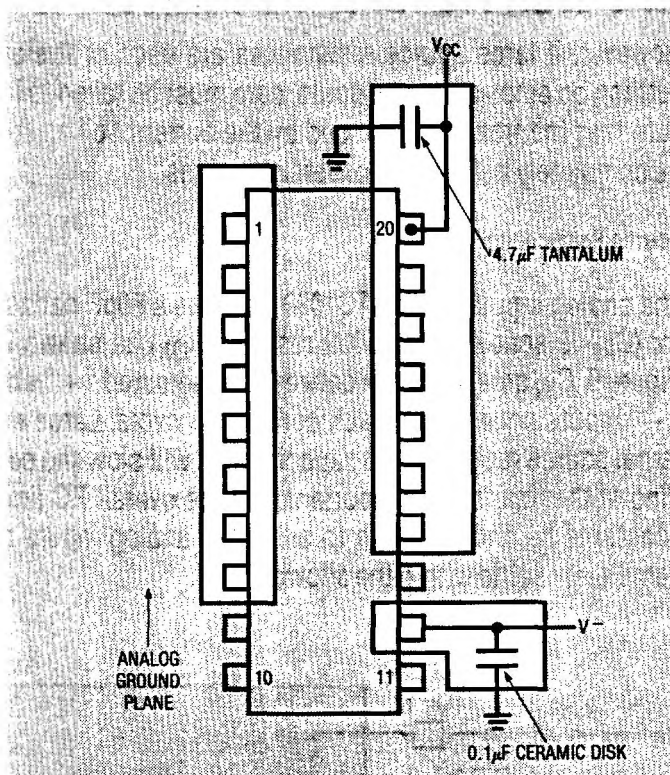 VCC
1
20
4.7μF TANTALUM
V–
ANALOG
GROUND
PLANE
10
11
0.1μF CERAMIC DISK